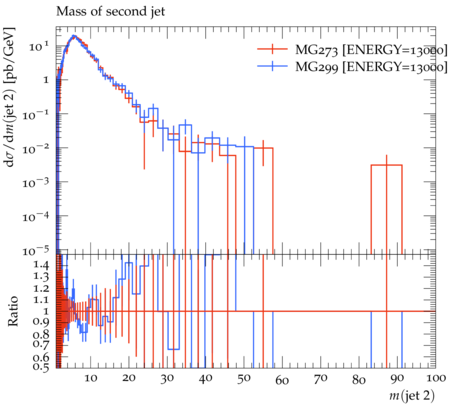 Mass of second jet
dσ/dm(jet 2) [pb/GeV]
MG273 [ENERGY=13000]
MG299 [ENERGY=13000]
10^1
1
10^−1
10^−2
10^−3
10^−4
10^−5
Ratio
1.4
1.3
1.2
1.1
1
0.9
0.8
0.7
0.6
0.5
10 20 30 40 50 60 70 80 90 100
m(jet 2)